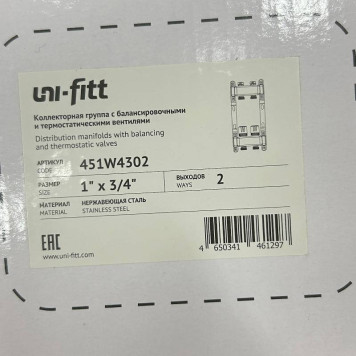 uni-fitt
Коллекторная группа с балансировочными
и термостатическими вентилями
Distribution manifolds with balancing
and thermostatic valves
АРТИКУЛ
CODE
451W4302
РАЗМЕР
SIZE
1" x 3/4"
ВЫХОДОВ
WAYS
2
МАТЕРИАЛ
MATERIAL
НЕРЖАВЕЮЩАЯ СТАЛЬ
STAINLESS STEEL
EAC
www.uni-fitt.com
4 650341 461297